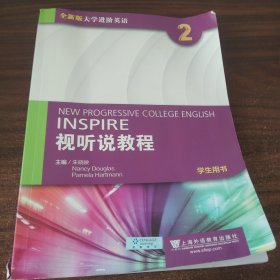 全新版大学进阶英语
2
NEW PROGRESSIVE COLLEGE ENGLISH
INSPIRE
视听说教程
主编/朱晓映
Nancy Douglas
Pamela Hartmann
学生用书
CENGAGE
Learning
上海外语教育出版社